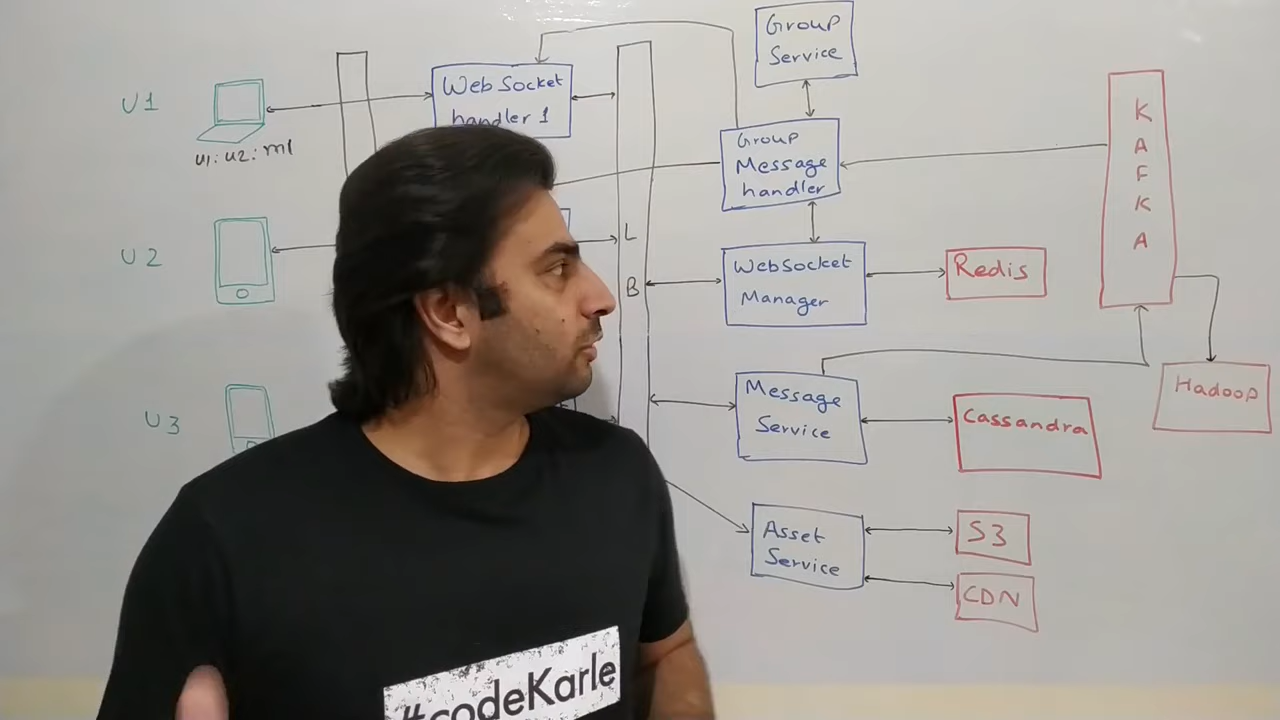 U1
U1: U2: m1
U2
U3
Web Socket
handler 1
L
B
Group
Service
Group
Message
handler
WebSocket
Manager
Redis
Message
Service
Cassandra
Asset
Service
S3
CDN
K
A
F
K
A
Hadoop
#codeKarle